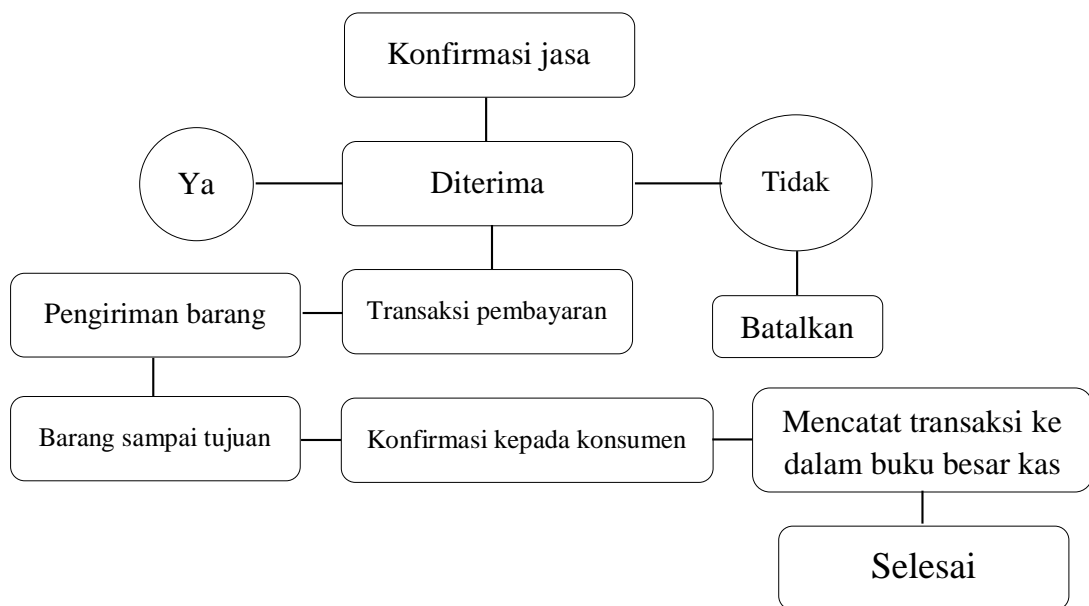 Konfirmasi jasa
Ya
Diterima
Tidak
Pengiriman barang
Transaksi pembayaran
Batalkan
Barang sampai tujuan
Konfirmasi kepada konsumen
Mencatat transaksi ke
dalam buku besar kas
Selesai